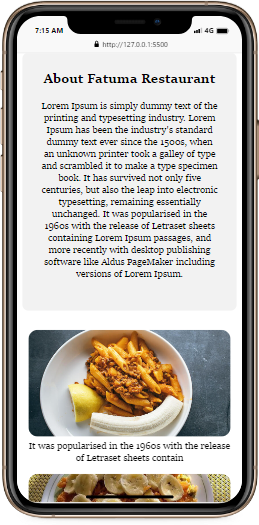 7:15 AM
4G
http://127.0.0.1:5500
About Fatuma Restaurant
Lorem Ipsum is simply dummy text of the
printing and typesetting industry. Lorem
Ipsum has been the industry's standard
dummy text ever since the 1500s, when
an unknown printer took a galley of type
and scrambled it to make a type specimen
book. It has survived not only five
centuries, but also the leap into electronic
typesetting, remaining essentially
unchanged. It was popularised in the
1960s with the release of Letraset sheets
containing Lorem Ipsum passages, and
more recently with desktop publishing
software like Aldus PageMaker including
versions of Lorem Ipsum.
It was popularised in the 1960s with the release
of Letraset sheets contain